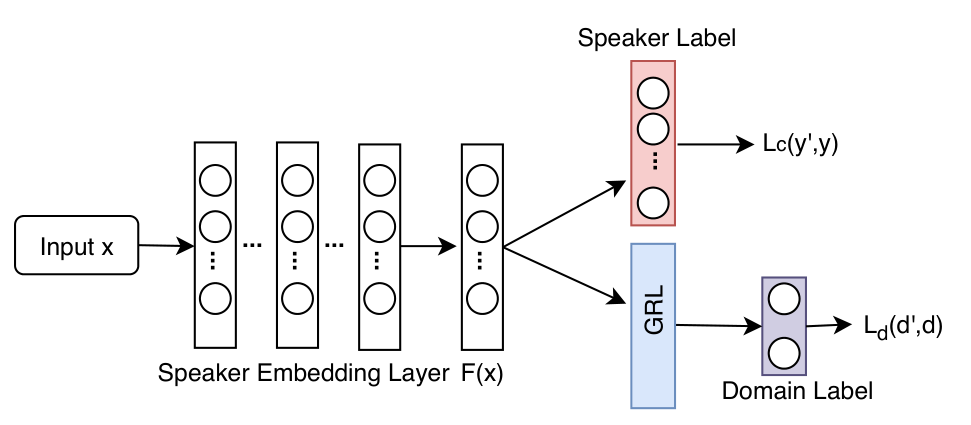 Speaker Label
Lc(y',y)
Input x
... ...
Speaker Embedding Layer F(x)
GRL
Ld(d',d)
Domain Label